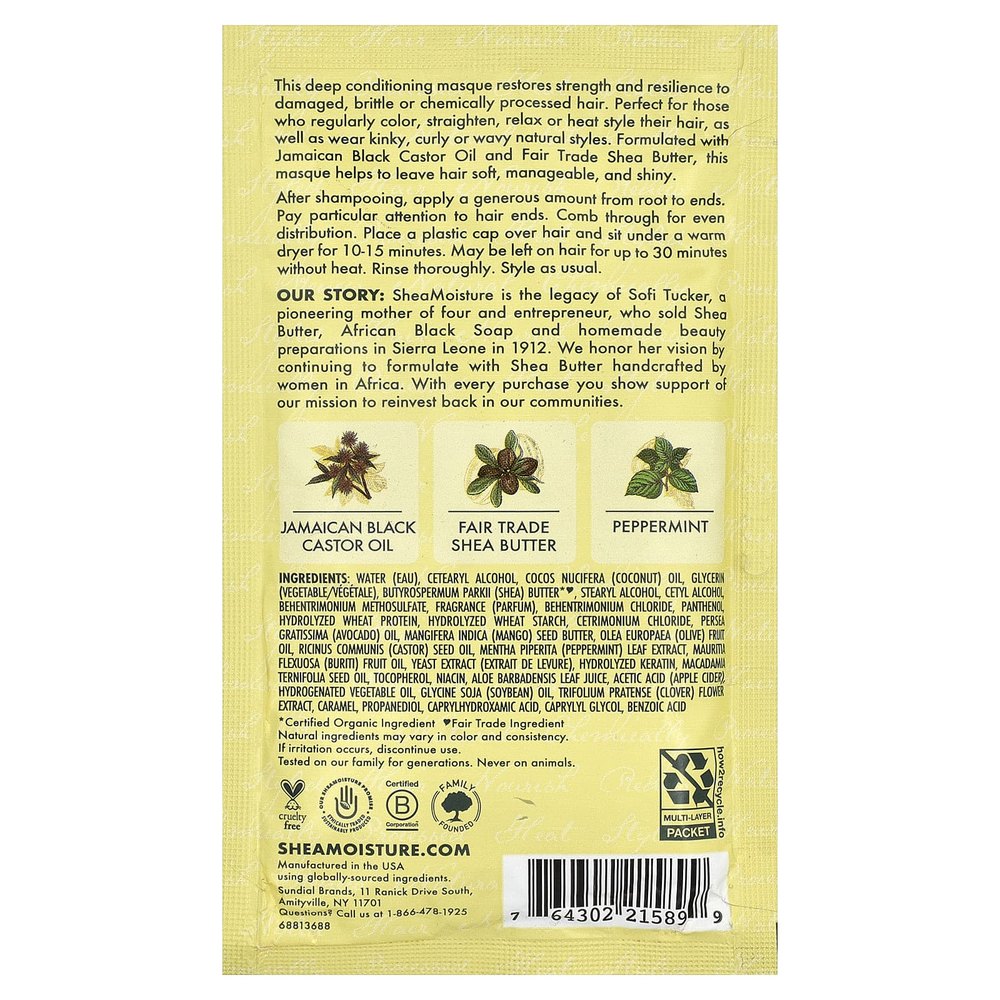 This deep conditioning masque restores strength and resilience to
damaged, brittle or chemically processed hair. Perfect for those
who regularly color, straighten, relax or heat style their hair, as
well as wear kinky, curly or wavy natural styles. Formulated with
Jamaican Black Castor Oil and Fair Trade Shea Butter, this
masque helps to leave hair soft, manageable, and shiny.
After shampooing, apply a generous amount from root to ends.
Pay particular attention to hair ends. Comb through for even
distribution. Place a plastic cap over hair and sit under a warm
dryer for 10-15 minutes. May be left on hair for up to 30 minutes
without heat. Rinse thoroughly. Style as usual.
OUR STORY: SheaMoisture is the legacy of Sofi Tucker, a
pioneering mother of four and entrepreneur, who sold Shea
Butter, African Black Soap and homemade beauty
preparations in Sierra Leone in 1912. We honor her vision by
continuing to formulate with Shea Butter handcrafted by
women in Africa. With every purchase you show support of
our mission to reinvest back in our communities.
JAMAICAN BLACK
CASTOR OIL
FAIR TRADE
SHEA BUTTER
PEPPERMINT
INGREDIENTS: WATER (EAU), CETEARYL ALCOHOL, COCOS NUCIFERA (COCONUT) OIL, GLYCERIN
(VEGETABLE/VÉGÉTALE), BUTYROSPERMUM PARKII (SHEA) BUTTER*♥, STEARYL ALCOHOL, CETYL ALCOHOL,
BEHENTRIMONIUM METHOSULFATE, FRAGRANCE (PARFUM), BEHENTRIMONIUM CHLORIDE, PANTHENOL,
HYDROLYZED WHEAT PROTEIN, HYDROLYZED WHEAT STARCH, CETRIMONIUM CHLORIDE, PERSEA
GRATISSIMA (AVOCADO) OIL, MANGIFERA INDICA (MANGO) SEED BUTTER, OLEA EUROPAEA (OLIVE) FRUIT
OIL, RICINUS COMMUNIS (CASTOR) SEED OIL, MENTHA PIPERITA (PEPPERMINT) LEAF EXTRACT, MAURITIA
FLEXUOSA (BURITI) FRUIT OIL, YEAST EXTRACT (EXTRAIT DE LEVURE), HYDROLYZED KERATIN, MACADAMIA
TERNIFOLIA SEED OIL, TOCOPHEROL, NIACIN, ALOE BARBADENSIS LEAF JUICE, ACETIC ACID (APPLE CIDER),
HYDROGENATED VEGETABLE OIL, GLYCINE SOJA (SOYBEAN) OIL, TRIFOLIUM PRATENSE (CLOVER) FLOWER
EXTRACT, CARAMEL, PROPANEDIOL, CAPRYLHYDROXAMIC ACID, CAPRYLYL GLYCOL, BENZOIC ACID
*Certified Organic Ingredient ♥Fair Trade Ingredient
Natural ingredients may vary in color and consistency.
If irritation occurs, discontinue use.
Tested on our family for generations. Never on animals.
cruelty
free
OUR SHEAMOISTURE PROMISE
ETHICALLY TRADED
SUSTAINABLY PRODUCED
Certified
B
Corporation
FAMILY
FOUNDED
how2recycle.info
MULTI-LAYER
PACKET
SHEAMOISTURE.COM
Manufactured in the USA
using globally-sourced ingredients.
Sundial Brands, 11 Ranick Drive South,
Amityville, NY 11701
Questions? Call us at 1-866-478-1925
68813688
7 64302 21589 9